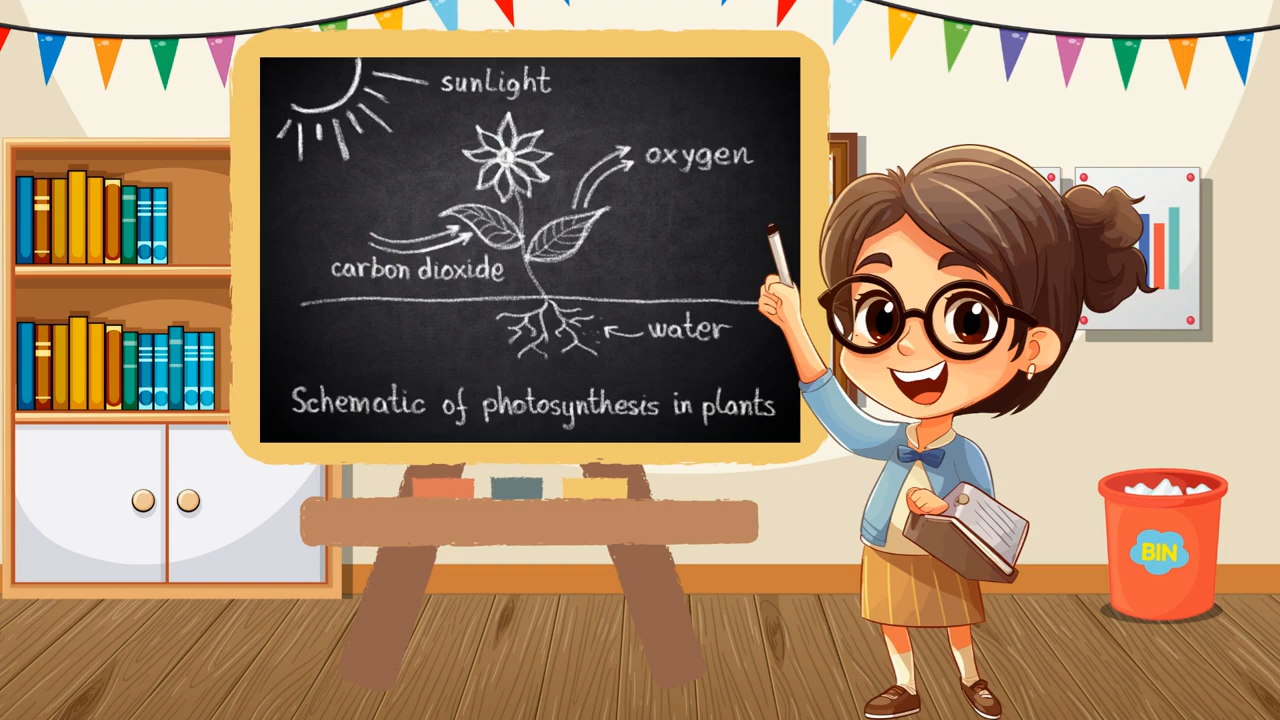 sunlight
oxygen
carbon dioxide
water
Schematic of photosynthesis in plants
BIN